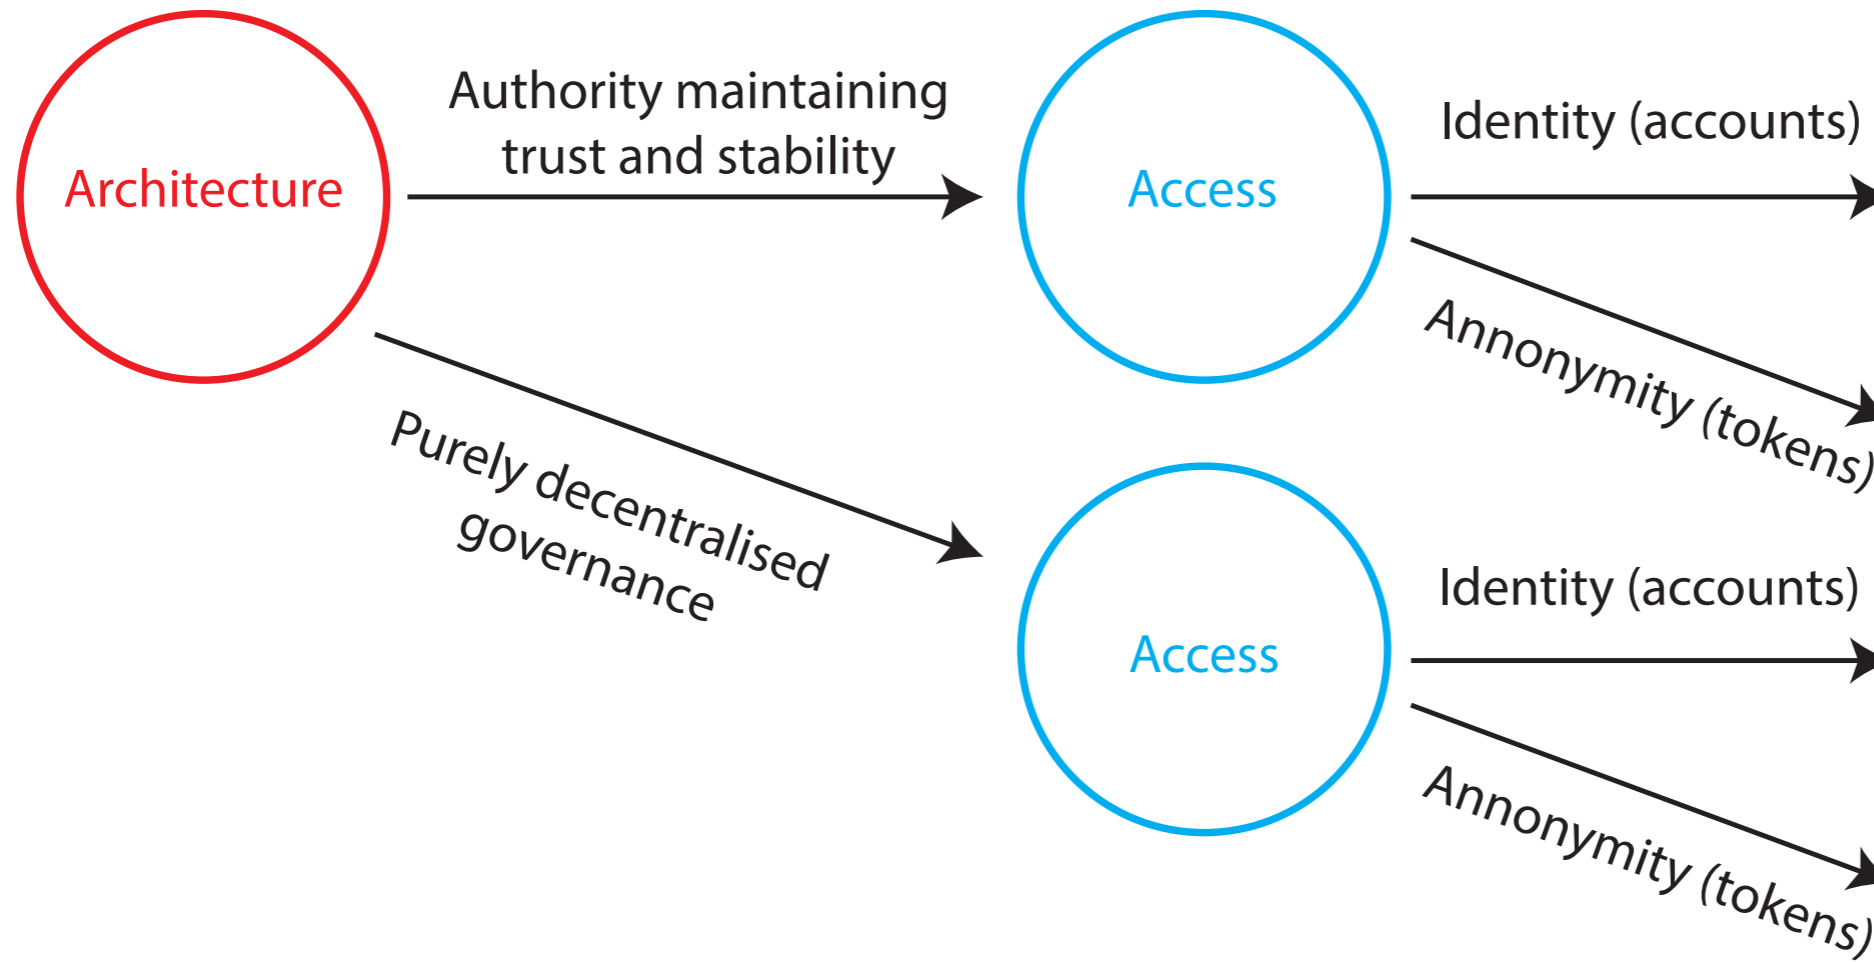 Architecture
Authority maintaining
trust and stability
Access
Identity (accounts)
Annonymity (tokens)
Purely decentralised
governance
Access
Identity (accounts)
Annonymity (tokens)